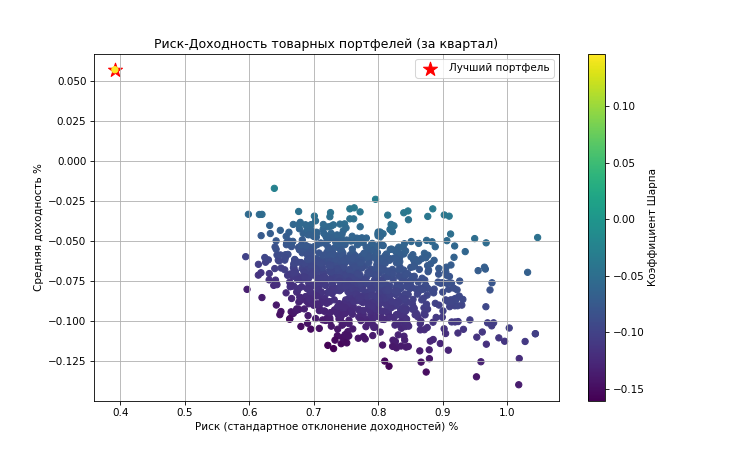 Риск-Доходность товарных портфелей (за квартал)
Лучший портфель
0.050
0.025
0.000
−0.025
−0.050
−0.075
−0.100
−0.125
Средняя доходность %
0.4 0.5 0.6 0.7 0.8 0.9 1.0
Риск (стандартное отклонение доходностей) %
0.10
0.05
0.00
−0.05
−0.10
−0.15
Коэффициент Шарпа